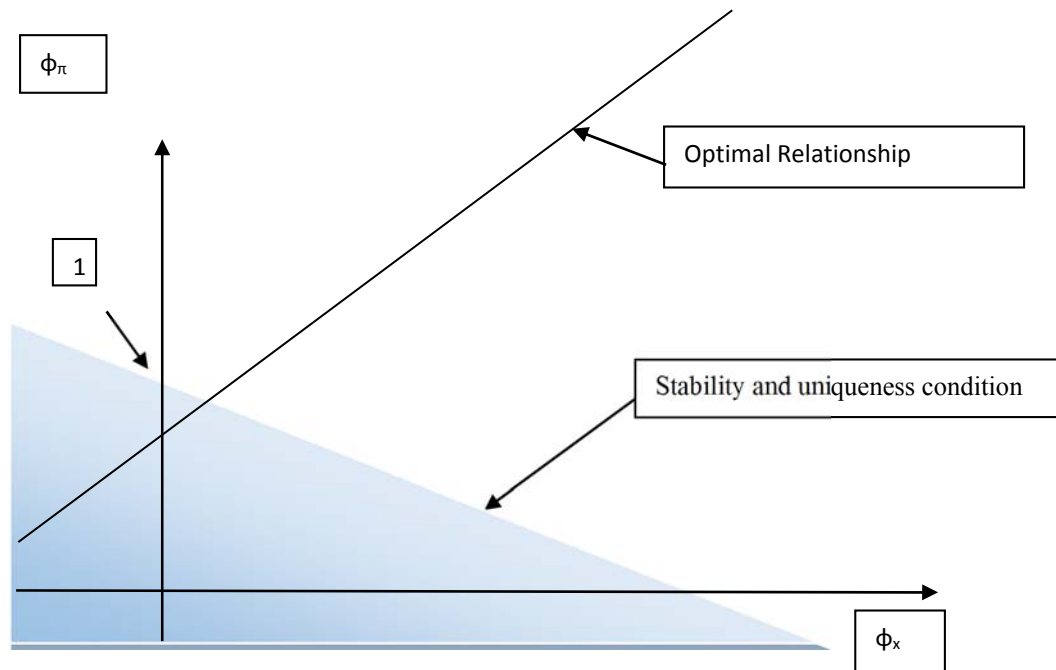 ϕπ
Optimal Relationship
1
Stability and uniqueness condition
ϕx